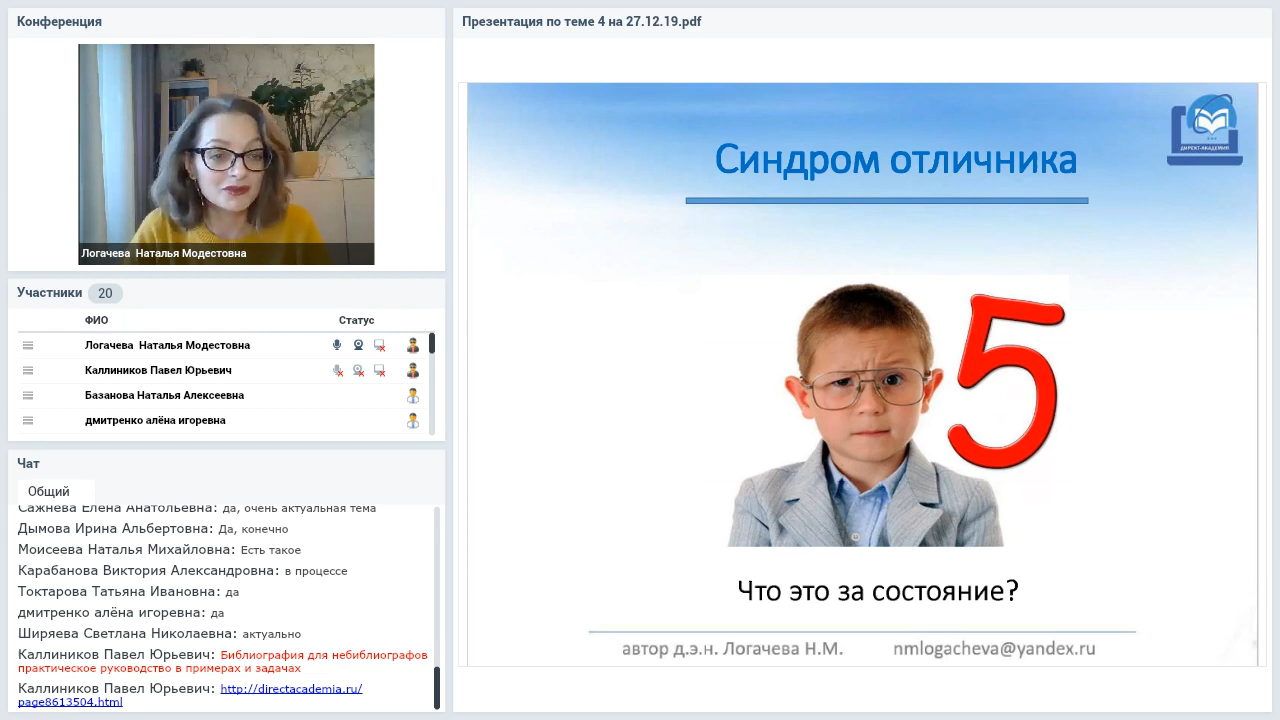 Конференция
Логачева Наталья Модестовна
Участники 20
ФИО Статус
Логачева Наталья Модестовна
Каллиников Павел Юрьевич
Базанова Наталья Алексеевна
дмитренко алёна игоревна
Чат
Общий
Сажнева Елена Анатольевна: да, очень актуальная тема
Дымова Ирина Альбертовна: Да, конечно
Моисеева Наталья Михайловна: Есть такое
Карабанова Виктория Александровна: в процессе
Токтарова Татьяна Ивановна: да
дмитренко алёна игоревна: да
Ширяева Светлана Николаевна: актуально
Каллиников Павел Юрьевич: Библиография для небиблиографов
практическое руководство в примерах и задачах
Каллиников Павел Юрьевич: http://directacademia.ru/
page8613504.html
Презентация по теме 4 на 27.12.19.pdf
ДИРЕКТ-АКАДЕМИЯ
Синдром отличника
5
Что это за состояние?
автор д.э.н. Логачева Н.М. nmlogacheva@yandex.ru